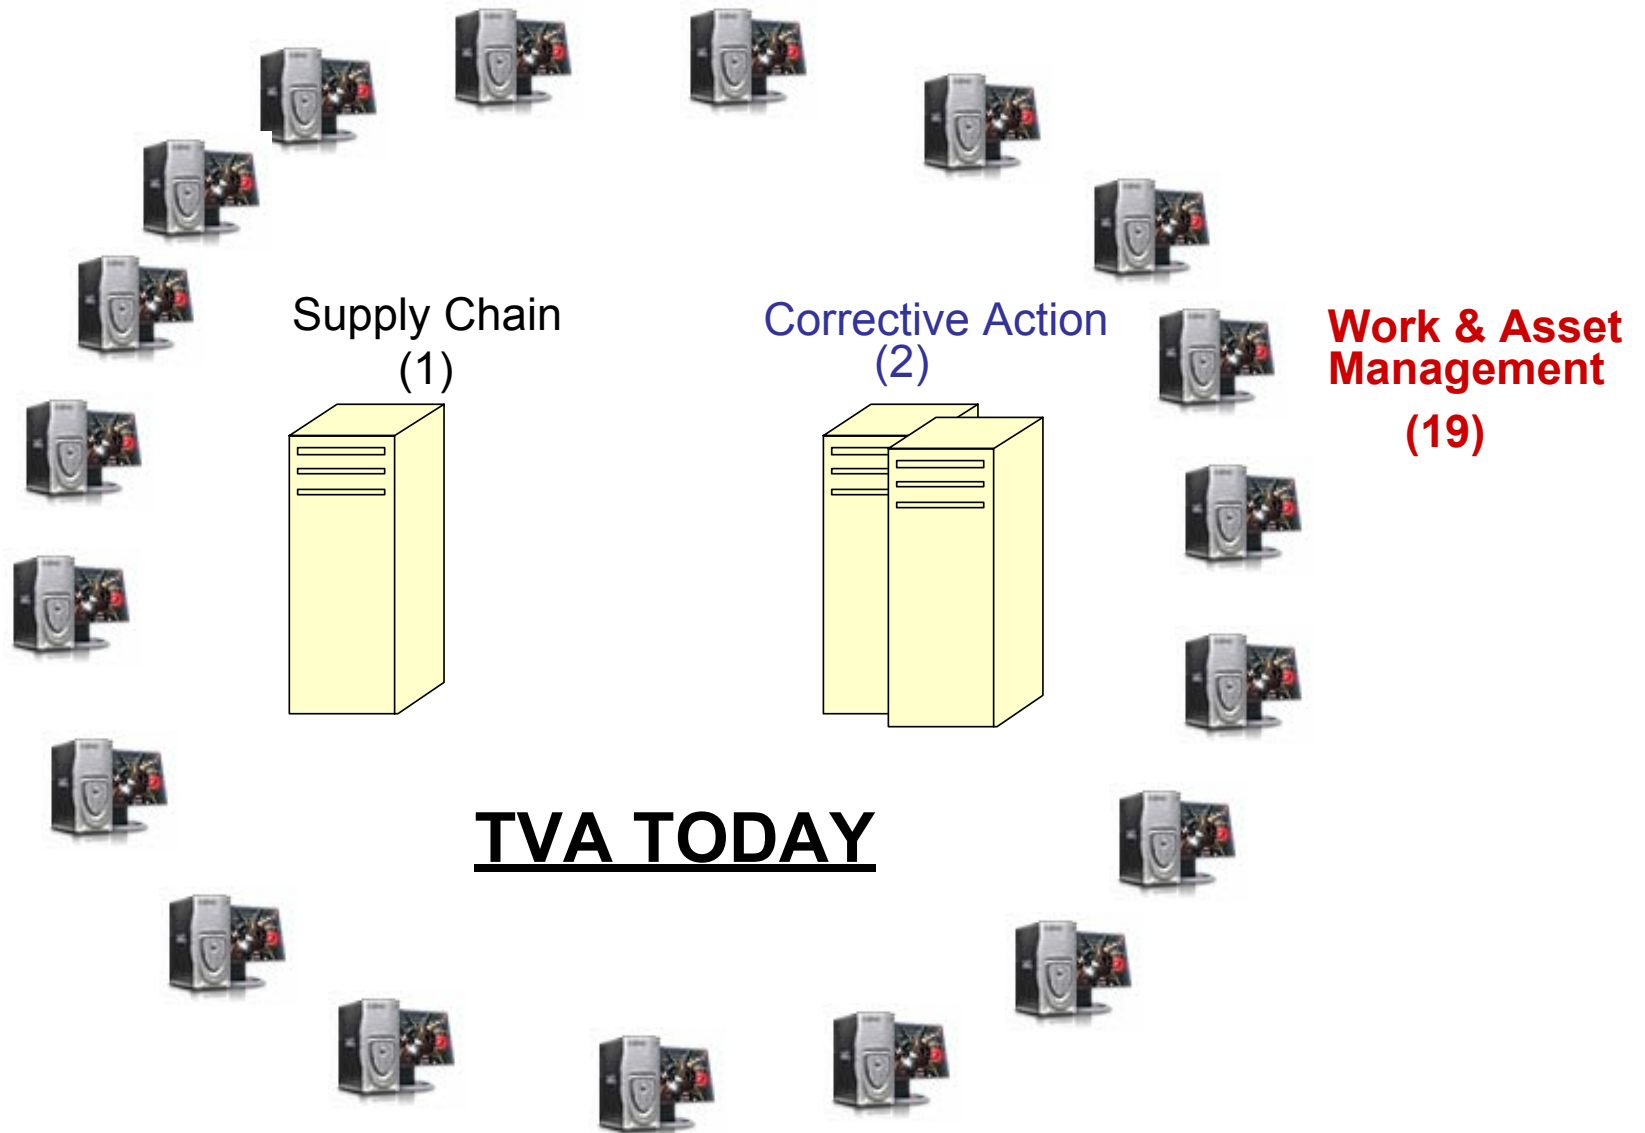 Supply Chain
(1)
Corrective Action
(2)
Work & Asset
Management
(19)
TVA TODAY